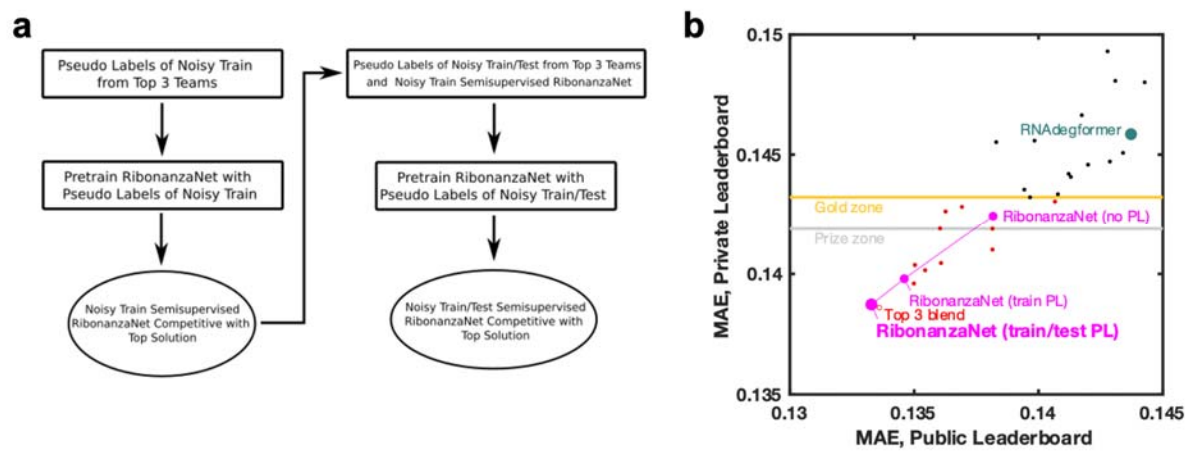 a
Pseudo Labels of Noisy Train
from Top 3 Teams
Pretrain RibonanzaNet with
Pseudo Labels of Noisy Train
Noisy Train Semisupervised
RibonanzaNet Competitive with
Top Solution
Pseudo Labels of Noisy Train/Test from Top 3 Teams
and Noisy Train Semisupervised RibonanzaNet
Pretrain RibonanzaNet with
Pseudo Labels of Noisy Train/Test
Noisy Train/Test Semisupervised
RibonanzaNet Competitive with
Top Solution
b
MAE, Private Leaderboard
0.15
0.145
0.14
0.135
RNAdegformer
Gold zone
RibonanzaNet (no PL)
Prize zone
RibonanzaNet (train PL)
Top 3 blend
RibonanzaNet (train/test PL)
0.13
0.135
0.14
0.145
MAE, Public Leaderboard